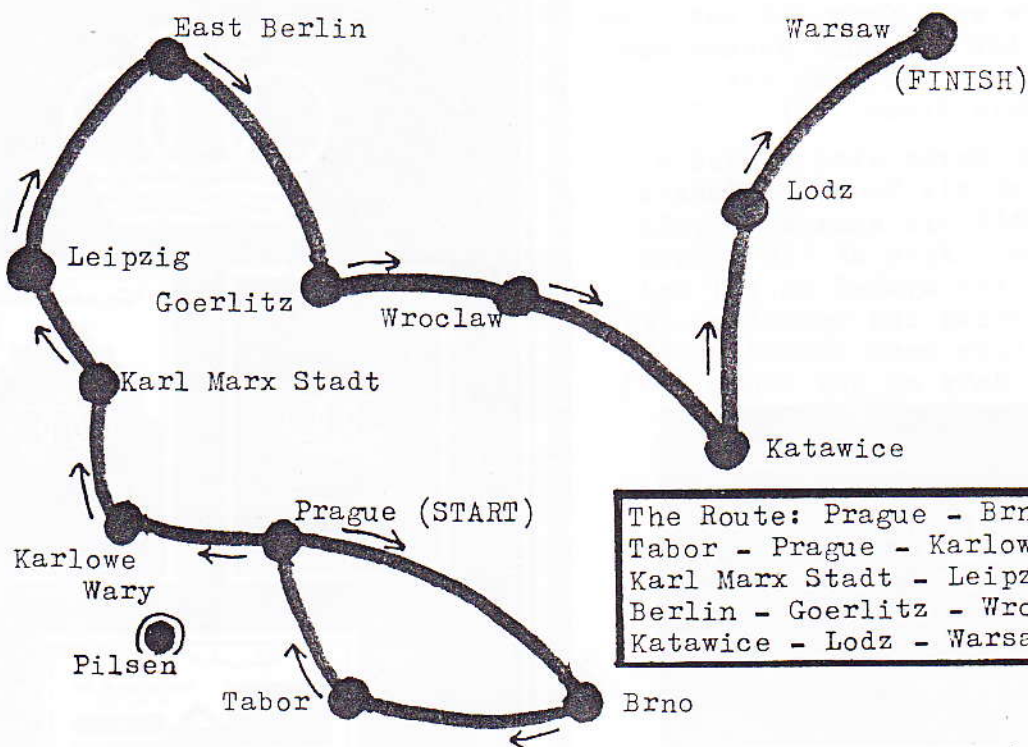 East Berlin
Warsaw
(FINISH)
Lodz
Leipzig
Goerlitz
Wroclaw
Karl Marx Stadt
Katawice
Prague (START)
Karlowe
Wary
Pilsen
Tabor
Brno
The Route: Prague - Brn
Tabor - Prague - Karlow
Karl Marx Stadt - Leipz
Berlin - Goerlitz - Wro
Katawice - Lodz - Warsa